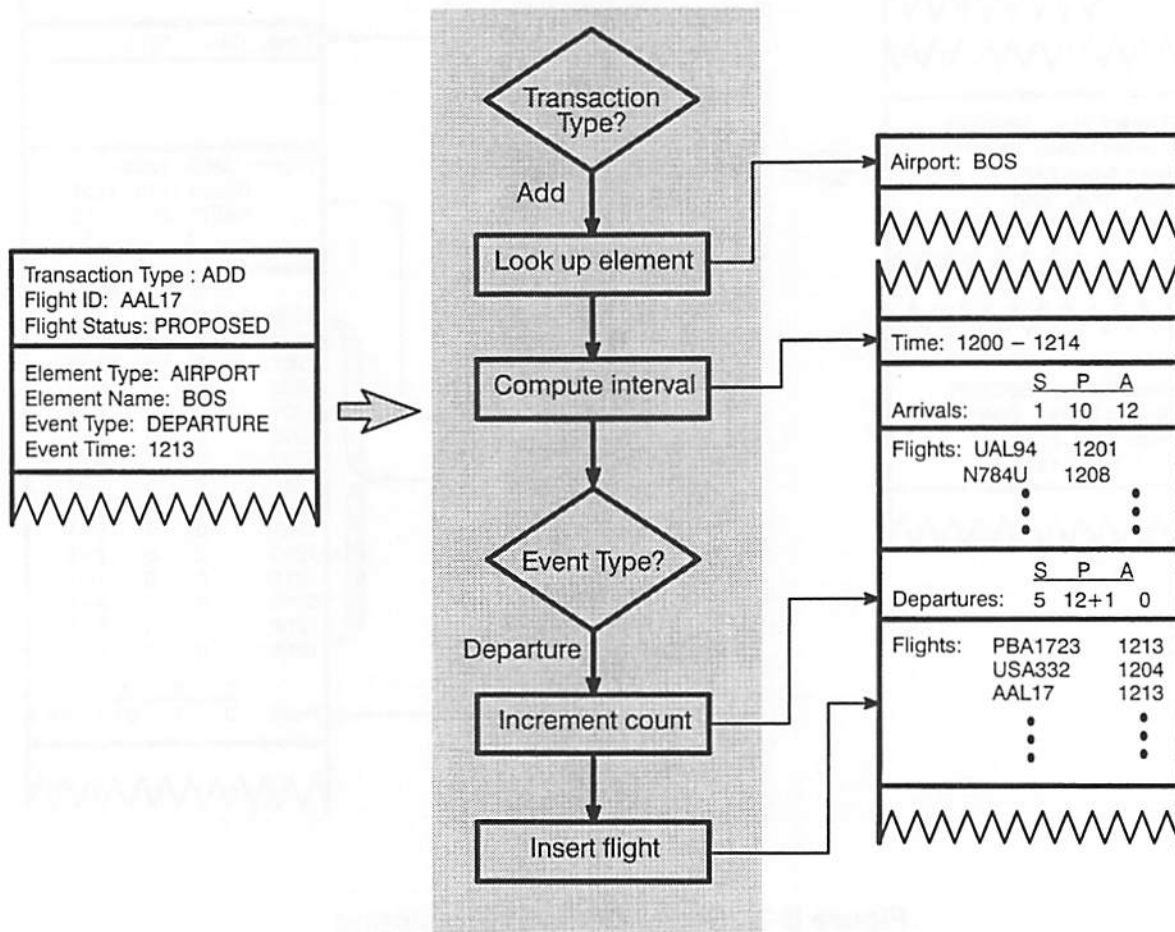 Transaction Type : ADD
Flight ID: AAL17
Flight Status: PROPOSED
Element Type: AIRPORT
Element Name: BOS
Event Type: DEPARTURE
Event Time: 1213
Transaction
Type?
Add
Look up element
Compute interval
Event Type?
Departure
Increment count
Insert flight
Airport: BOS
Time: 1200 – 1214
S P A
Arrivals: 1 10 12
Flights: UAL94 1201
N784U 1208
S P A
Departures: 5 12+1 0
Flights: PBA1723 1213
USA332 1204
AAL17 1213